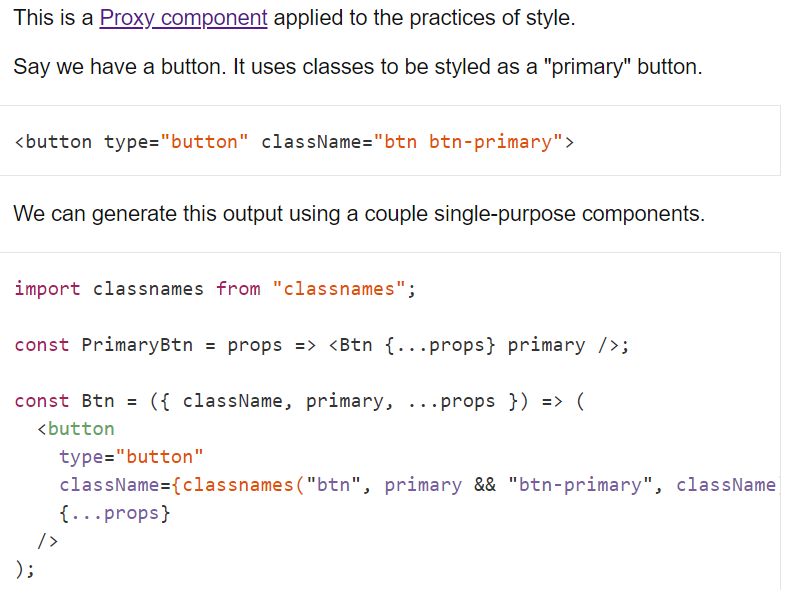 This is a Proxy component applied to the practices of style.
Say we have a button. It uses classes to be styled as a "primary" button.
<button type="button" className="btn btn-primary">
We can generate this output using a couple single-purpose components.
import classnames from "classnames";
const PrimaryBtn = props => <Btn {...props} primary />;
const Btn = ({ className, primary, ...props }) => (
  <button
    type="button"
    className={classnames("btn", primary && "btn-primary", className
    {...props}
  />
);